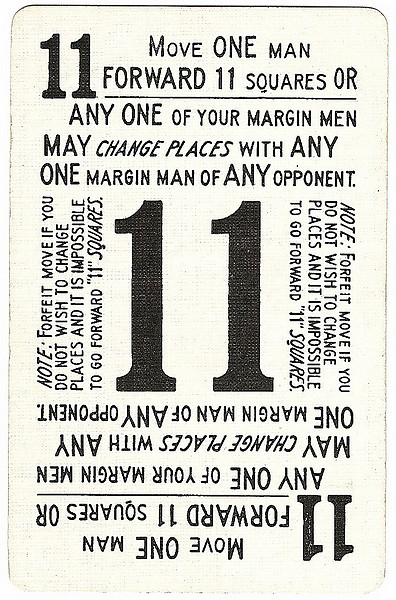 11
MOVE ONE MAN
FORWARD 11 SQUARES OR
ANY ONE OF YOUR MARGIN MEN
MAY CHANGE PLACES WITH ANY
ONE MARGIN MAN OF ANY OPPONENT.
NOTE: FORFEIT MOVE IF YOU
DO NOT WISH TO CHANGE
PLACES AND IT IS IMPOSSIBLE
TO GO FORWARD "11" SQUARES.
11
NOTE: FORFEIT MOVE IF YOU
DO NOT WISH TO CHANGE
PLACES AND IT IS IMPOSSIBLE
TO GO FORWARD "11" SQUARES
11
MOVE ONE MAN
FORWARD 11 SQUARES OR
ANY ONE OF YOUR MARGIN MEN
MAY CHANGE PLACES WITH ANY
ONE MARGIN MAN OF ANY OPPONENT.